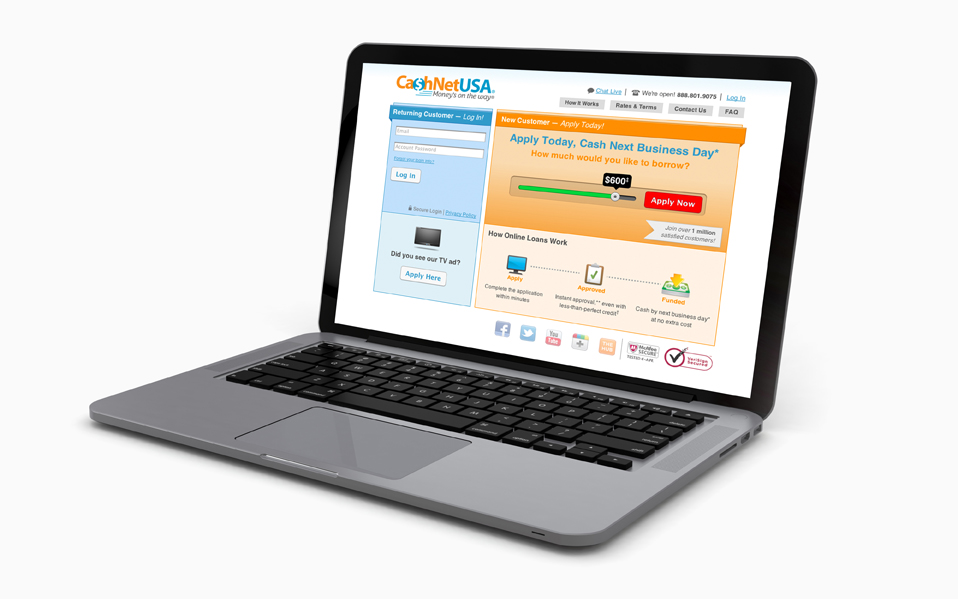 CashNetUSA®
Money's on the way®
Chat Live | We're open! 888.801.9075 | Log In
How It Works
Rates & Terms
Contact Us
FAQ
Returning Customer — Log In!
Email
Account Password
Log In
Secure Login | Privacy Policy
Did you see our TV ad?
Apply Here
New Customer — Apply Today!
Apply Today, Cash Next Business Day*
How much would you like to borrow?
$600‡
Apply Now
Join over 1 million
satisfied customers!
How Online Loans Work
Apply
Complete the application
within minutes
Approved
Instant approval,** even with
less-than-perfect credit†
Funded
Cash by next business day*
at no extra cost
You
Tube
McAfee
SECURE
VeriSign
Secured